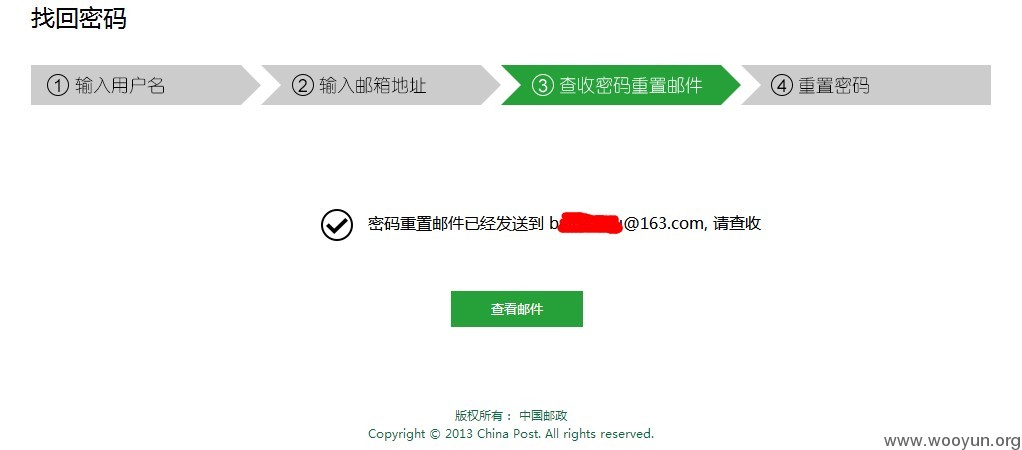 找回密码
① 输入用户名 ② 输入邮箱地址 ③ 查收密码重置邮件 ④ 重置密码
密码重置邮件已经发送到 b@163.com, 请查收
查看邮件
版权所有： 中国邮政
Copyright © 2013 China Post. All rights reserved.
www.wooyun.org